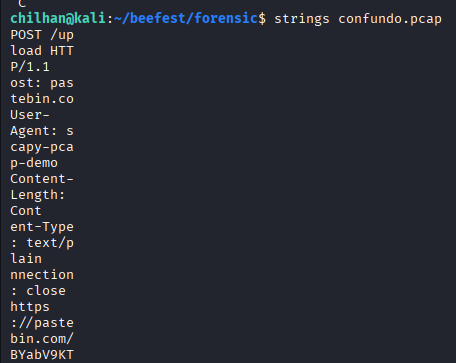 C
chilhan@kali:~/beefest/forensic$ strings confundo.pcap
POST /up
load HTT
P/1.1
ost: pas
tebin.co
User-
Agent: s
capy-pca
p-demo
Content-
Length:
Cont
ent-Type
: text/p
lain
nnection
: close
https
://paste
bin.com/
BYabV9KT